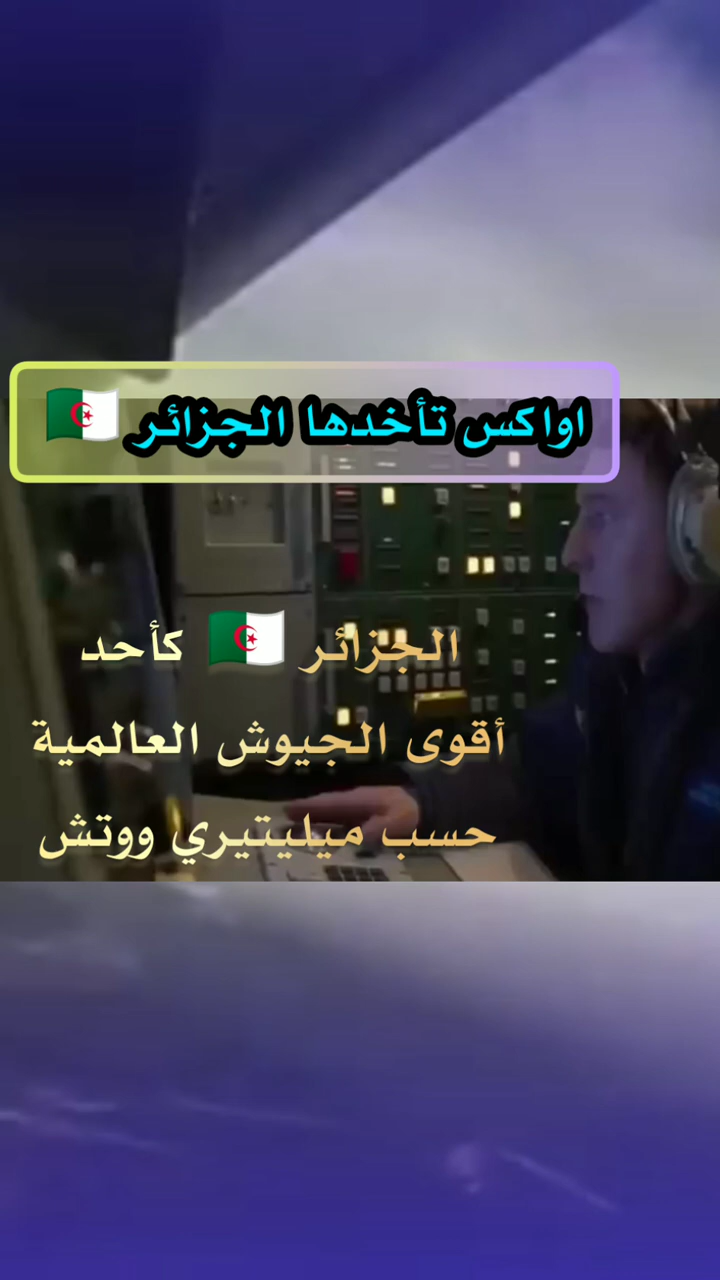 اواكس تأخدها الجزائر 🇩🇿
الجزائر 🇩🇿 كأحد
أقوى الجيوش العالمية
حسب ميليتيري ووتش